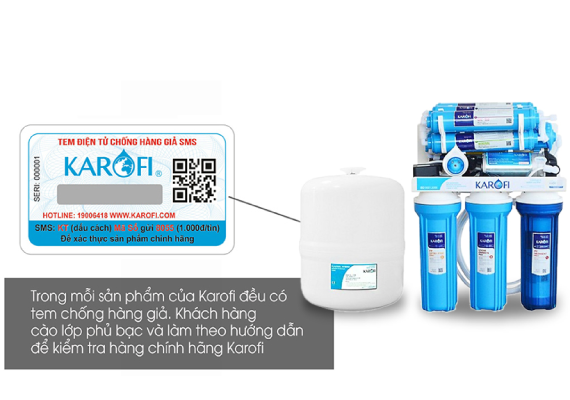 TEM ĐIỆN TỬ CHỐNG HÀNG GIẢ SMS
KAROFI®
SERI: 000001
HOTLINE: 19006418 WWW.KAROFI.COM
SMS: KT (dấu cách) Mã Số gửi (1.000đ/tin)
Để xác thực sản phẩm chính hãng
Trong mỗi sản phẩm của Karofi đều có
tem chống hàng giả. Khách hàng
cào lớp phủ bạc và làm theo hướng dẫn
để kiểm tra hàng chính hãng Karofi
KAROFI
KAROFI